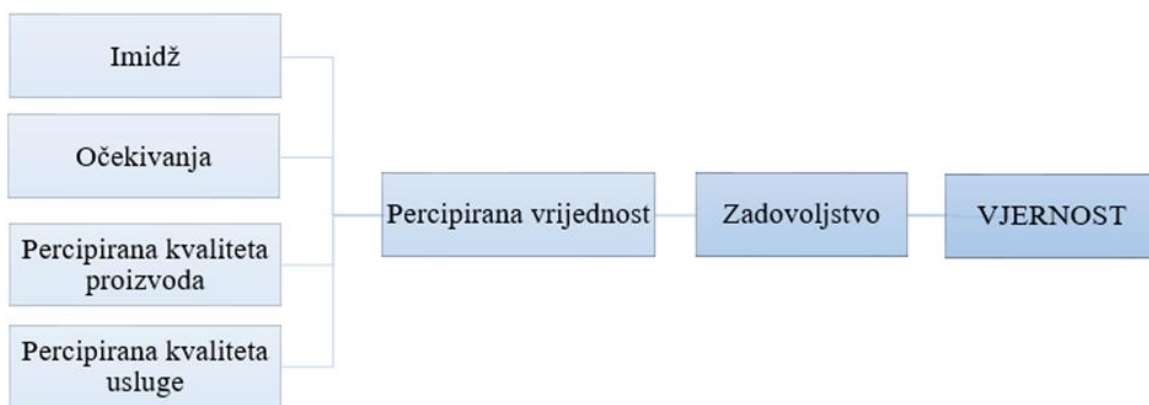 Imidž
Očekivanja
Percipirana kvaliteta
proizvoda
Percipirana kvaliteta
usluge
Percipirana vrijednost
Zadovoljstvo
VJERNOST